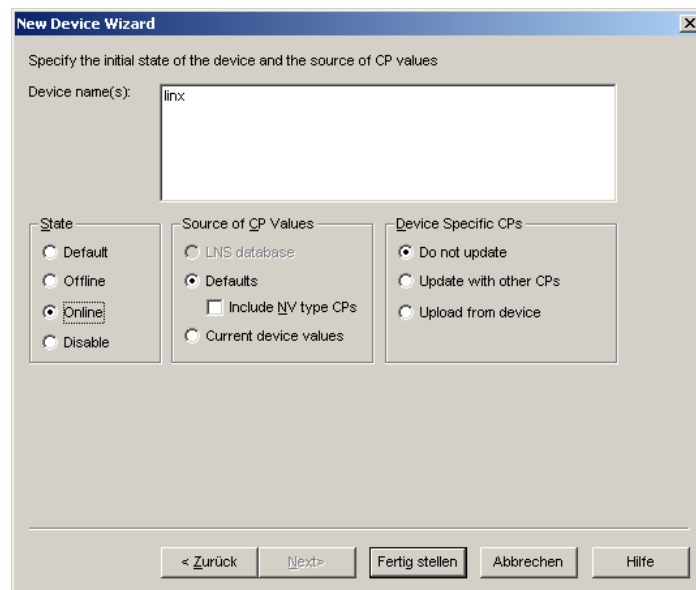 New Device Wizard
Specify the initial state of the device and the source of CP values
Device name(s):
linx
State
Default
Offline
Online
Disable
Source of CP Values
LNS database
Defaults
Include NV type CPs
Current device values
Device Specific CPs
Do not update
Update with other CPs
Upload from device
< Zurück
Next>
Fertig stellen
Abbrechen
Hilfe